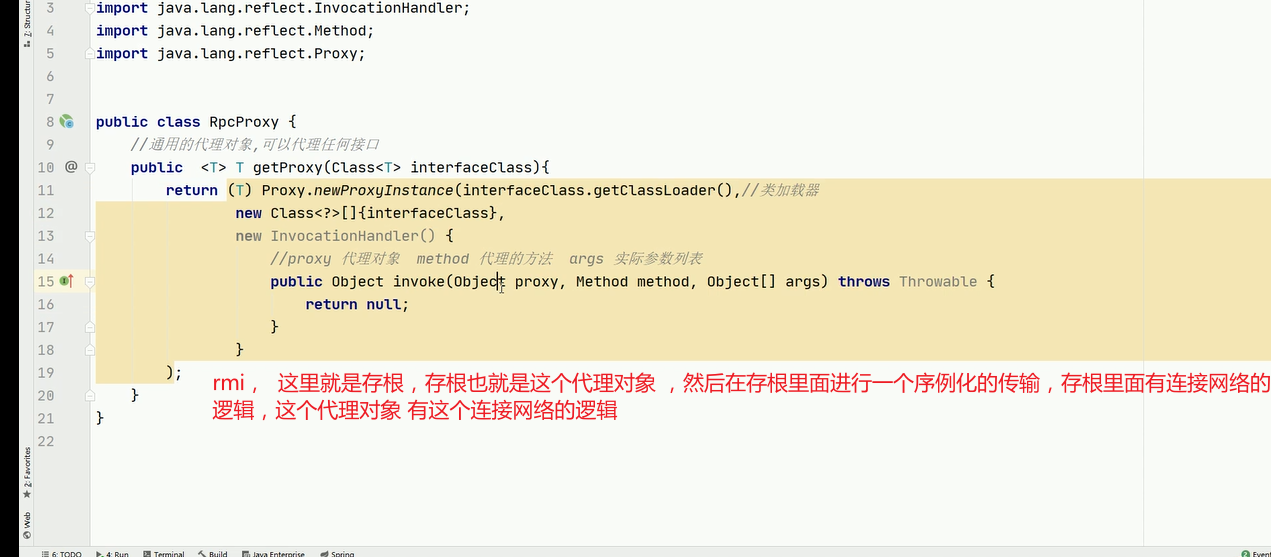 Z: Structure
3 import java.lang.reflect.InvocationHandler;
4 import java.lang.reflect.Method;
5 import java.lang.reflect.Proxy;
6
7
8 public class RpcProxy {
9 //通用的代理对象,可以代理任何接口
10 @ public <T> T getProxy(Class<T> interfaceClass){
11 return (T) Proxy.newProxyInstance(interfaceClass.getClassLoader(),//类加载器
12 new Class<?>[]{interfaceClass},
13 new InvocationHandler() {
14 //proxy 代理对象 method 代理的方法 args 实际参数列表
15 public Object invoke(Object proxy, Method method, Object[] args) throws Throwable {
16 return null;
17 }
18 }
19 );
rmi， 这里就是存根，存根也就是这个代理对象 ，然后在存根里面进行一个序例化的传输，存根里面有连接网络的
逻辑，这个代理对象 有这个连接网络的逻辑
20 }
21 }
22
2: Favorites
Web
6: TODO 4: Run Terminal Build Java Enterprise Spring 2 Event